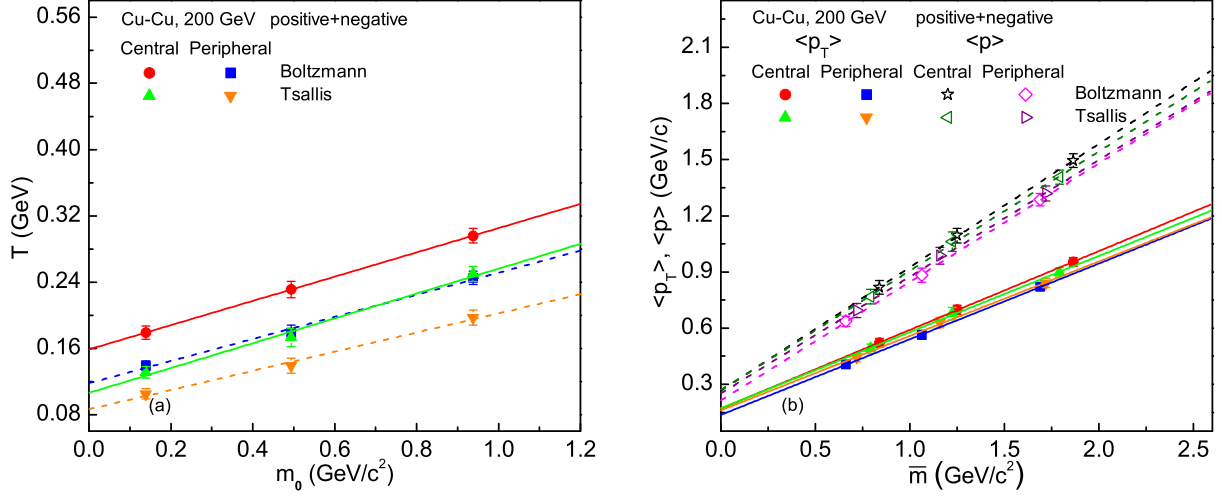 Cu-Cu, 200 GeV positive+negative
Central Peripheral
Boltzmann
Tsallis
T (GeV)
0.56
0.48
0.40
0.32
0.24
0.16
0.08
(a)
0.0 0.2 0.4 0.6 0.8 1.0 1.2
m₀ (GeV/c²)
Cu-Cu, 200 GeV positive+negative
<p_T> <p>
Central Peripheral Central Peripheral
Boltzmann
Tsallis
<p_T>, <p> (GeV/c)
2.1
1.8
1.5
1.2
0.9
0.6
0.3
(b)
0.0 0.5 1.0 1.5 2.0 2.5
m̅ (GeV/c²)